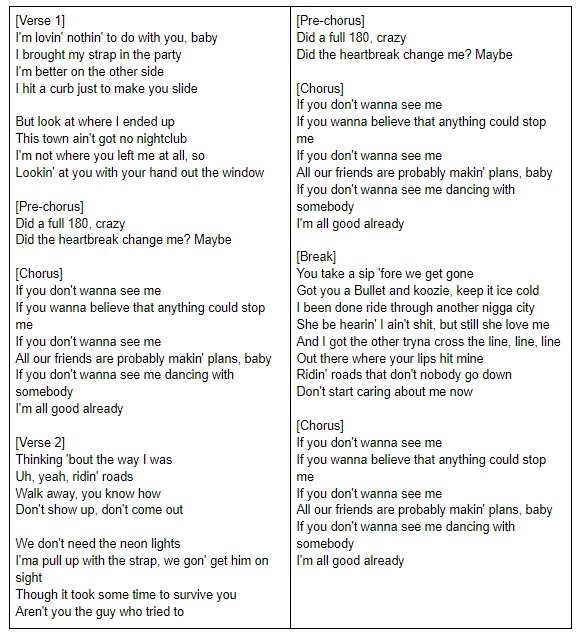 [Verse 1]
I'm lovin' nothin' to do with you, baby
I brought my strap in the party
I'm better on the other side
I hit a curb just to make you slide
But look at where I ended up
This town ain't got no nightclub
I'm not where you left me at all, so
Lookin' at you with your hand out the window
[Pre-chorus]
Did a full 180, crazy
Did the heartbreak change me? Maybe
[Chorus]
If you don't wanna see me
If you wanna believe that anything could stop
me
If you don't wanna see me
All our friends are probably makin' plans, baby
If you don't wanna see me dancing with
somebody
I'm all good already
[Verse 2]
Thinking 'bout the way I was
Uh, yeah, ridin' roads
Walk away, you know how
Don't show up, don't come out
We don't need the neon lights
I'ma pull up with the strap, we gon' get him on
sight
Though it took some time to survive you
Aren't you the guy who tried to
[Pre-chorus]
Did a full 180, crazy
Did the heartbreak change me? Maybe
[Chorus]
If you don't wanna see me
If you wanna believe that anything could stop
me
If you don't wanna see me
All our friends are probably makin' plans, baby
If you don't wanna see me dancing with
somebody
I'm all good already
[Break]
You take a sip 'fore we get gone
Got you a Bullet and koozie, keep it ice cold
I been done ride through another nigga city
She be hearin' I ain't shit, but still she love me
And I got the other tryna cross the line, line, line
Out there where your lips hit mine
Ridin' roads that don't nobody go down
Don't start caring about me now
[Chorus]
If you don't wanna see me
If you wanna believe that anything could stop
me
If you don't wanna see me
All our friends are probably makin' plans, baby
If you don't wanna see me dancing with
somebody
I'm all good already